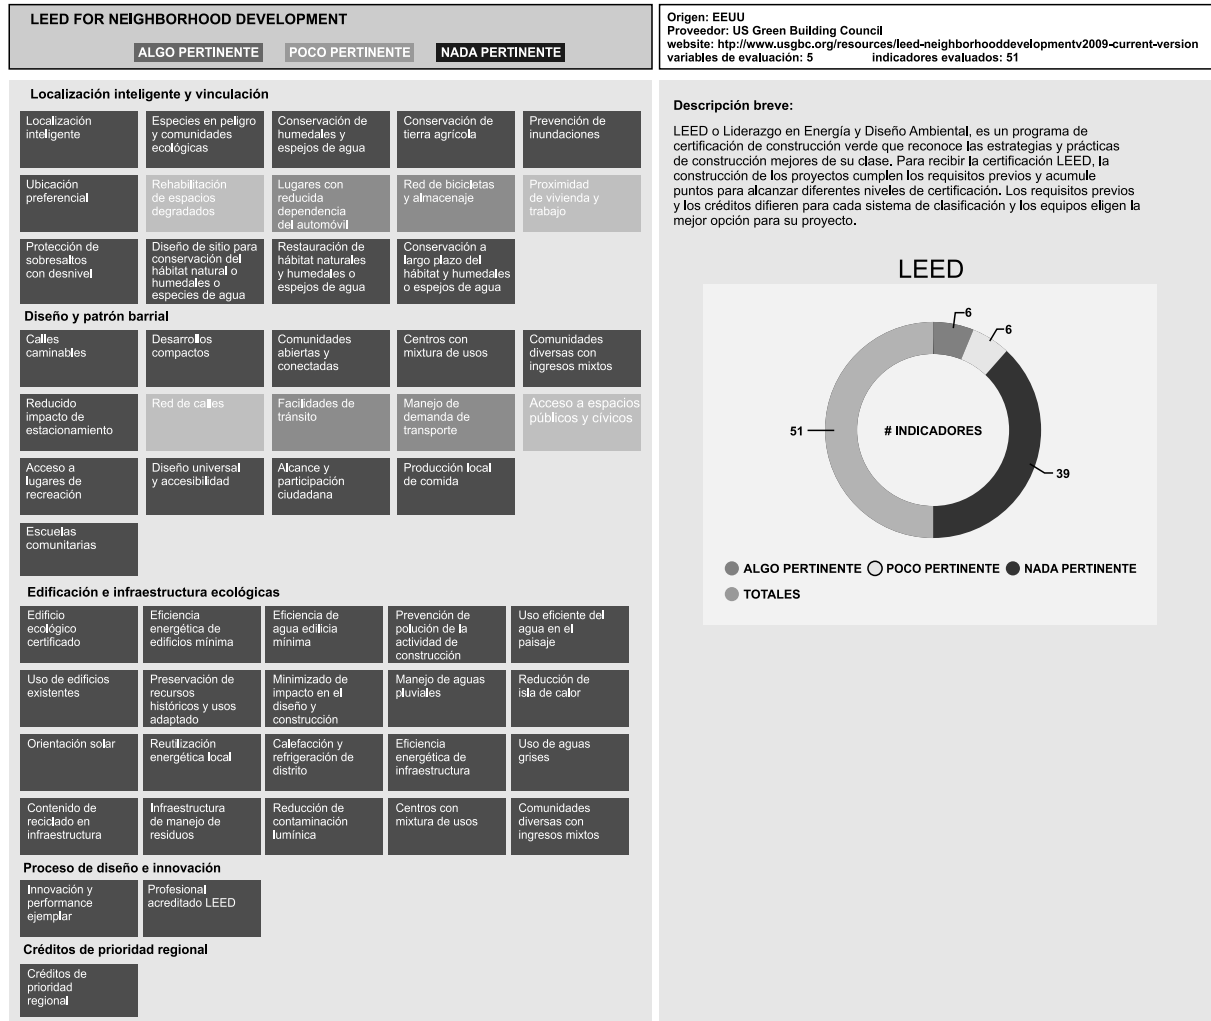 LEED FOR NEIGHBORHOOD DEVELOPMENT
ALGO PERTINENTE
POCO PERTINENTE
NADA PERTINENTE
Origen: EEUU
Proveedor: US Green Building Council
website: htp://www.usgbc.org/resources/leed-neighborhooddevelopmentv2009-current-version
variables de evaluación: 5 indicadores evaluados: 51
Localización inteligente y vinculación
Localización
inteligente
Especies en peligro
y comunidades
ecológicas
Conservación de
humedales y
espejos de agua
Conservación de
tierra agrícola
Prevención de
inundaciones
Ubicación
preferencial
Rehabilitación
de espacios
degradados
Lugares con
reducida
dependencia
del automóvil
Red de bicicletas
y almacenaje
Proximidad
de vivienda y
trabajo
Protección de
sobresaltos
con desnivel
Diseño de sitio para
conservación del
hábitat natural o
humedales o
especies de agua
Restauración de
hábitat naturales
y humedales o
espejos de agua
Conservación a
largo plazo del
hábitat y humedales
o espejos de agua
Diseño y patrón barrial
Calles
caminables
Desarrollos
compactos
Comunidades
abiertas y
conectadas
Centros con
mixtura de usos
Comunidades
diversas con
ingresos mixtos
Reducido
impacto de
estacionamiento
Red de calles
Facilidades de
tránsito
Manejo de
demanda de
transporte
Acceso a espacios
públicos y cívicos
Acceso a
lugares de
recreación
Diseño universal
y accesibilidad
Alcance y
participación
ciudadana
Producción local
de comida
Escuelas
comunitarias
Edificación e infraestructura ecológicas
Edificio
ecológico
certificado
Eficiencia
energética de
edificios mínima
Eficiencia de
agua edilicia
mínima
Prevención de
polución de la
actividad de
construcción
Uso eficiente del
agua en el
paisaje
Uso de edificios
existentes
Preservación de
recursos
históricos y usos
adaptado
Minimizado de
impacto en el
diseño y
construcción
Manejo de aguas
pluviales
Reducción de
isla de calor
Orientación solar
Reutilización
energética local
Calefacción y
refrigeración de
distrito
Eficiencia
energética de
infraestructura
Uso de aguas
grises
Contenido de
reciclado en
infraestructura
Infraestructura
de manejo de
residuos
Reducción de
contaminación
lumínica
Centros con
mixtura de usos
Comunidades
diversas con
ingresos mixtos
Proceso de diseño e innovación
Innovación y
performance
ejemplar
Profesional
acreditado LEED
Créditos de prioridad regional
Créditos de
prioridad
regional
Descripción breve:
LEED o Liderazgo en Energía y Diseño Ambiental, es un programa de
certificación de construcción verde que reconoce las estrategias y prácticas
de construcción mejores de su clase. Para recibir la certificación LEED, la
construcción de los proyectos cumplen los requisitos previos y acumule
puntos para alcanzar diferentes niveles de certificación. Los requisitos previos
y los créditos difieren para cada sistema de clasificación y los equipos eligen la
mejor opción para su proyecto.
LEED
6
6
51
# INDICADORES
39
ALGO PERTINENTE POCO PERTINENTE NADA PERTINENTE
TOTALES